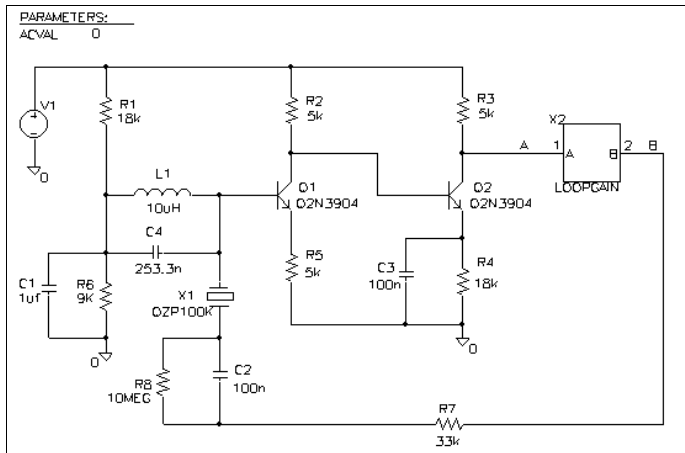 PARAMETERS:
ACVAL 0
V1
R1
18k
R2
5k
R3
5k
X2
A
1
A
B
2
B
LOOPGAIN
0
L1
10uH
Q1
Q2N3904
Q2
Q2N3904
C4
253.3n
C1
1uf
R6
9k
X1
QZP100K
R5
5k
C3
100n
R4
18k
0
0
R8
10MEG
C2
100n
R7
33k